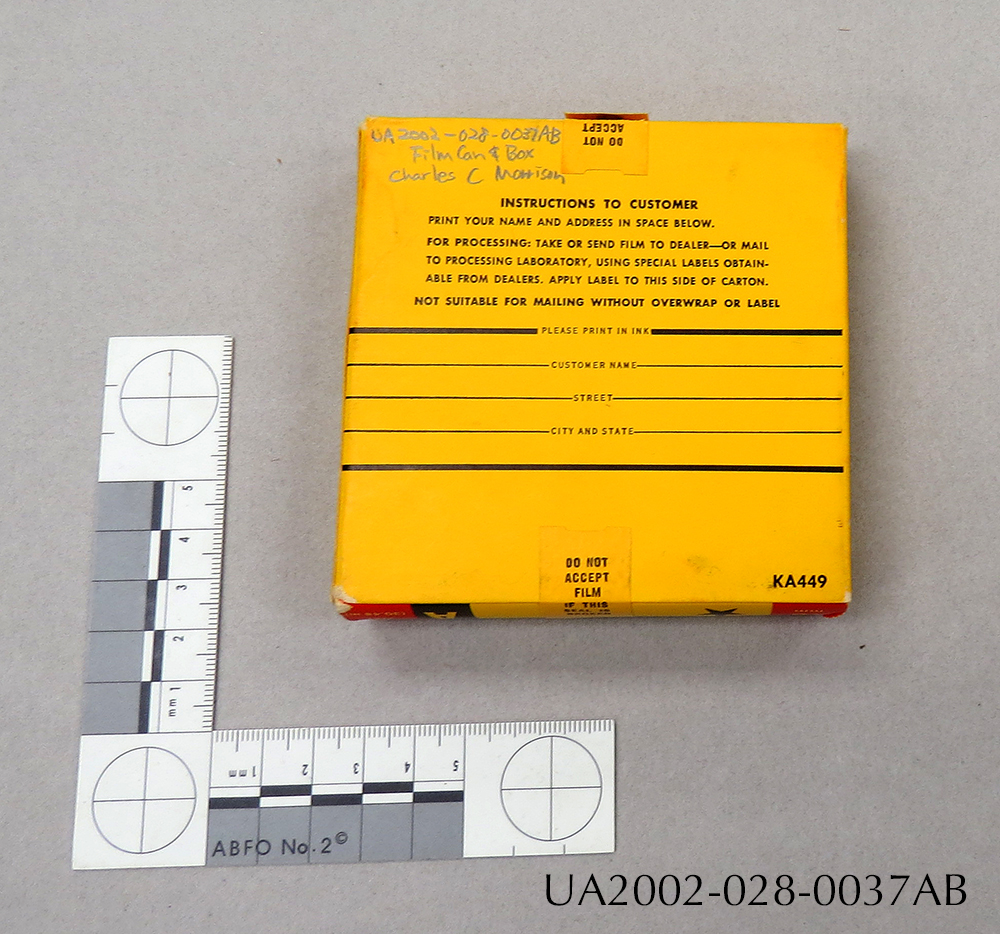 UA2002-028-0037AB
Film Can & Box
Charles C Morrison
DO NOT
ACCEPT
INSTRUCTIONS TO CUSTOMER
PRINT YOUR NAME AND ADDRESS IN SPACE BELOW.
FOR PROCESSING: TAKE OR SEND FILM TO DEALER—OR MAIL
TO PROCESSING LABORATORY, USING SPECIAL LABELS OBTAIN-
ABLE FROM DEALERS. APPLY LABEL TO THIS SIDE OF CARTON.
NOT SUITABLE FOR MAILING WITHOUT OVERWRAP OR LABEL
PLEASE PRINT IN INK
CUSTOMER NAME
STREET
CITY AND STATE
DO NOT
ACCEPT
FILM
IF THIS
SEAL IS
BROKEN
KA449
5
4
3
2
mm 1
mm 1 2 3 4 5
ABFO No. 2©
UA2002-028-0037AB